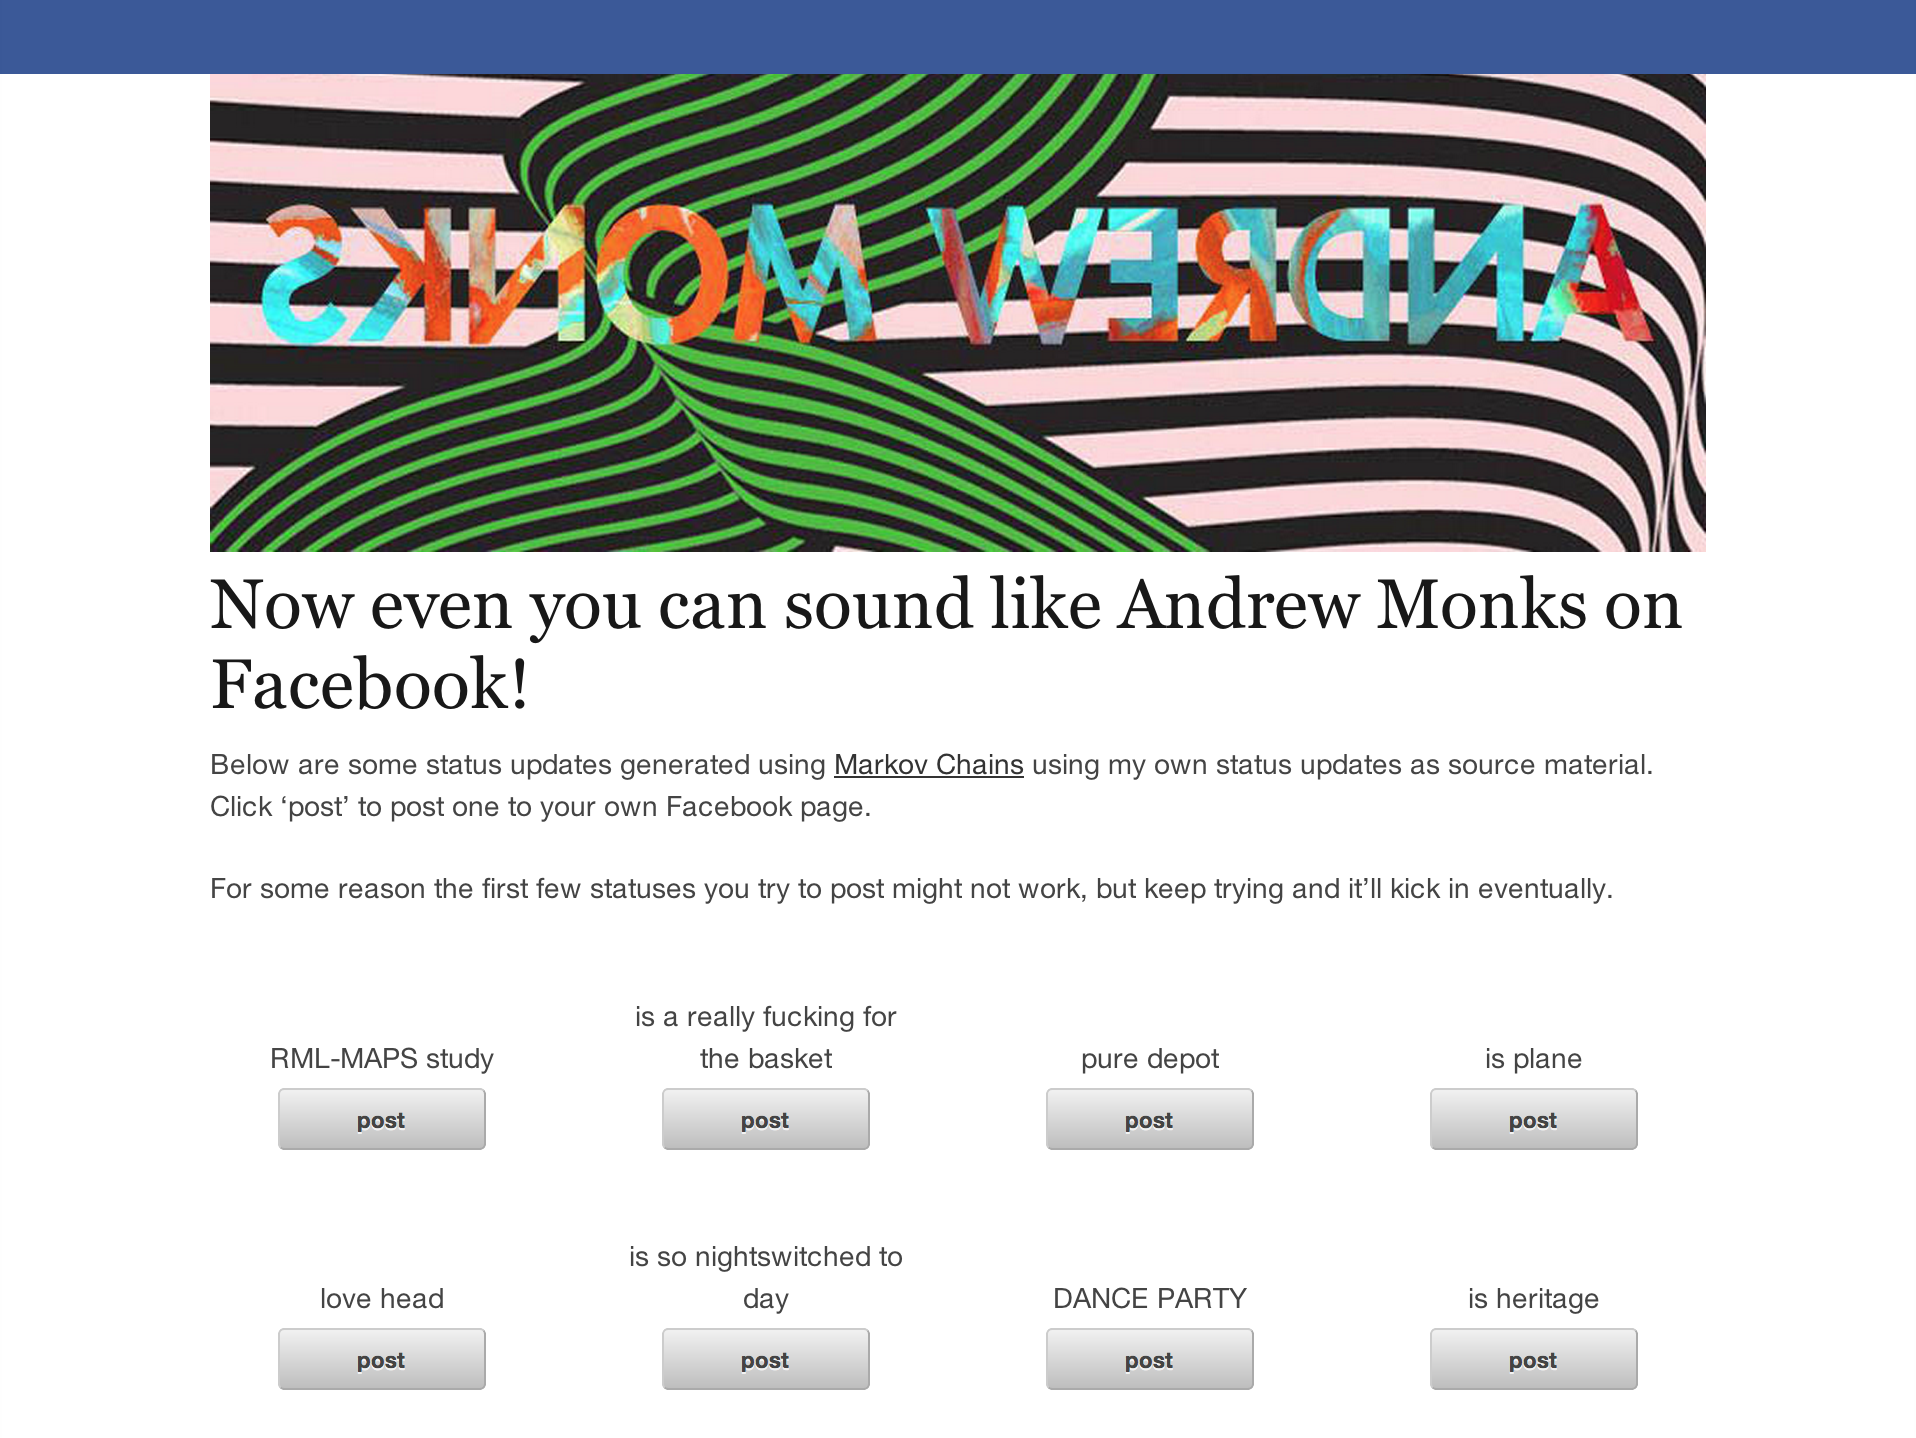 ANDREW MONKS
Now even you can sound like Andrew Monks on
Facebook!
Below are some status updates generated using Markov Chains using my own status updates as source material.
Click ‘post’ to post one to your own Facebook page.
For some reason the first few statuses you try to post might not work, but keep trying and it’ll kick in eventually.
RML-MAPS study
post
is a really fucking for
the basket
post
pure depot
post
is plane
post
love head
post
is so nightswitched to
day
post
DANCE PARTY
post
is heritage
post